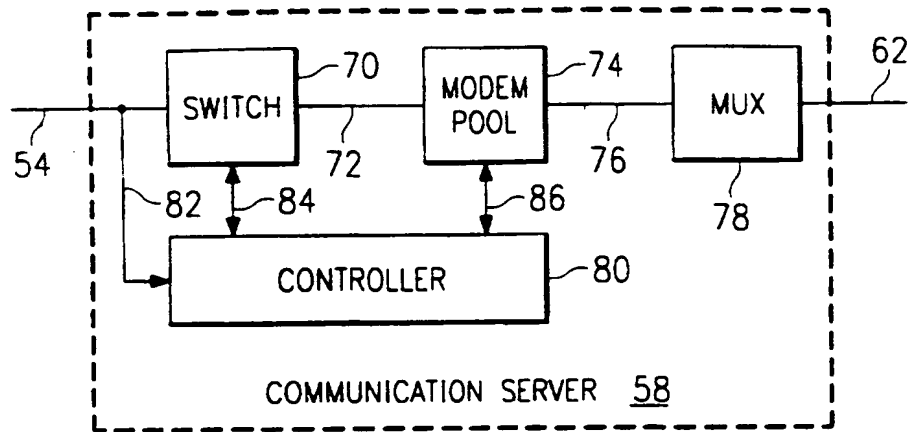 70
74
62
SWITCH
MODEM
POOL
MUX
54
72
76
82
84
86
78
CONTROLLER
80
COMMUNICATION SERVER 58